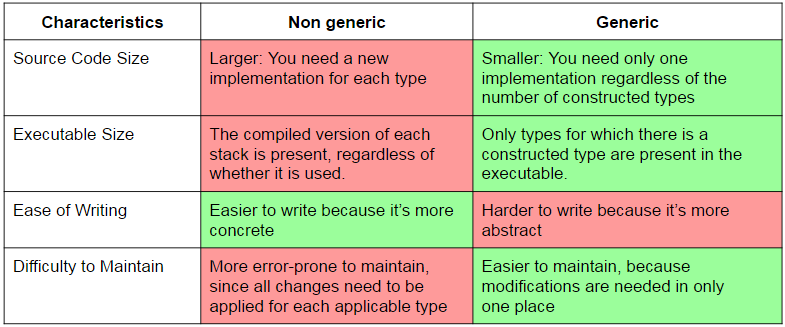 Characteristics Non generic Generic
Source Code Size
Larger: You need a new
implementation for each type
Smaller: You need only one
implementation regardless of the
number of constructed types
Executable Size
The compiled version of each
stack is present, regardless of
whether it is used.
Only types for which there is a
constructed type are present in the
executable.
Ease of Writing
Easier to write because it’s more
concrete
Harder to write because it’s more
abstract
Difficulty to Maintain
More error-prone to maintain,
since all changes need to be
applied for each applicable type
Easier to maintain, because
modifications are needed in only
one place